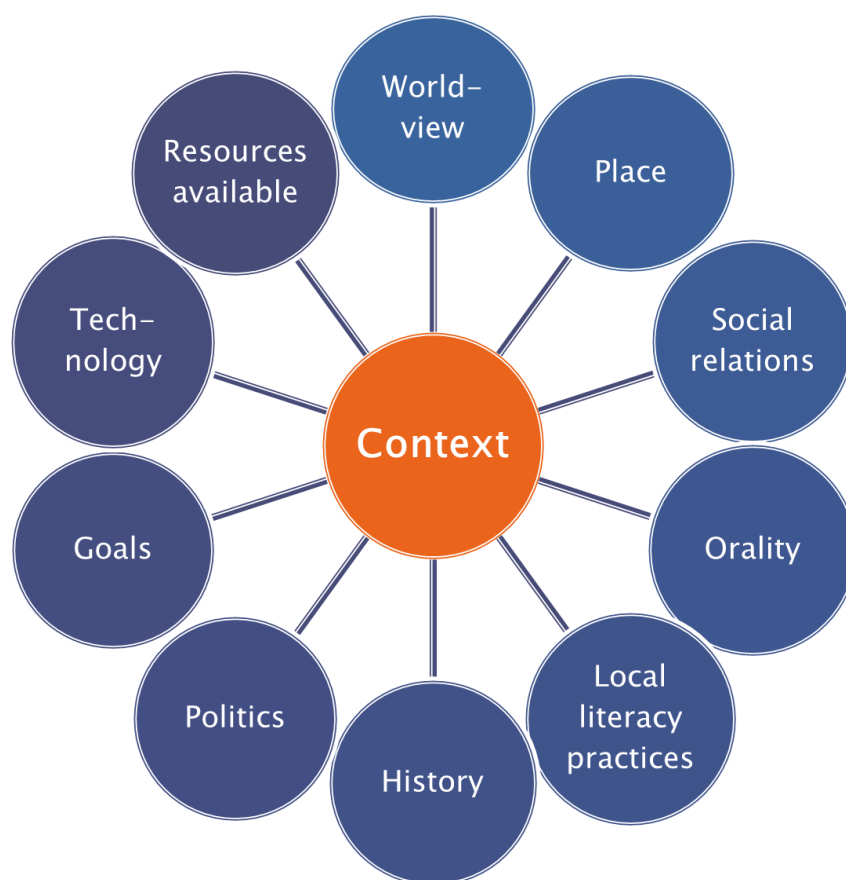 World-
view
Place
Social
relations
Orality
Local
literacy
practices
History
Politics
Goals
Tech-
nology
Resources
available
Context